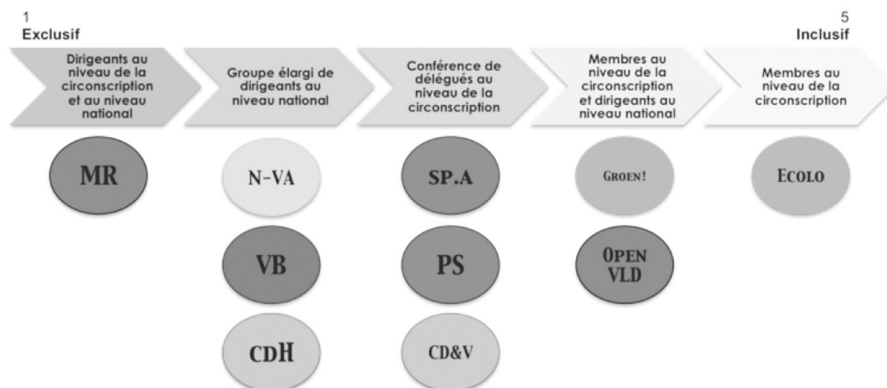 1
Exclusif
5
Inclusif
Dirigeants au
niveau de la
circonscription
et au niveau
national
Groupe élargi de
dirigeants au
niveau national
Conférence de
délégués au
niveau de la
circonscription
Membres au
niveau de la
circonscription
et dirigeants au
niveau national
Membres au
niveau de la
circonscription
MR
N-VA
SP.A
GROEN!
ECOLO
VB
PS
OPEN
VLD
CDH
CD&V